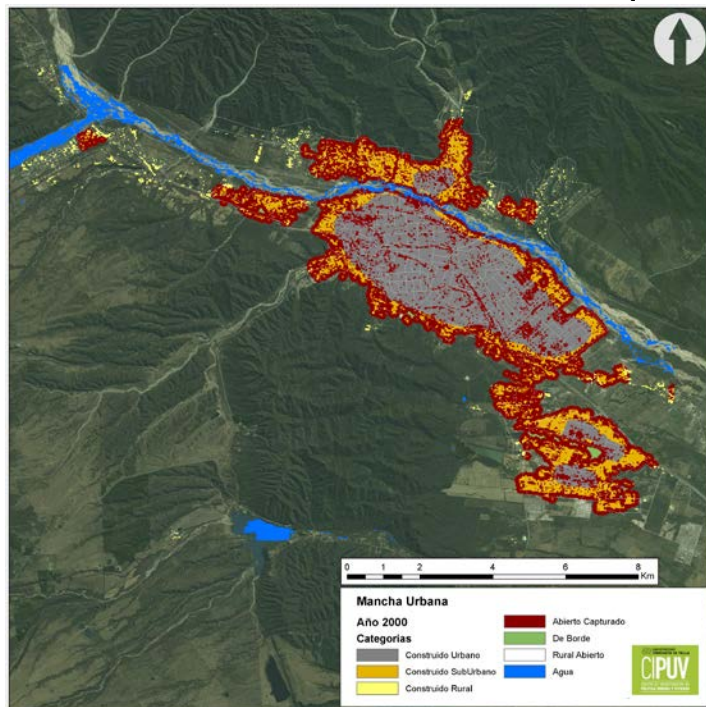 0 1 2 4 6 8
Km
Mancha Urbana
Año 2000
Categorías
Construido Urbano
Construido SubUrbano
Construido Rural
Abierto Capturado
De Borde
Rural Abierto
Agua
CIPUV